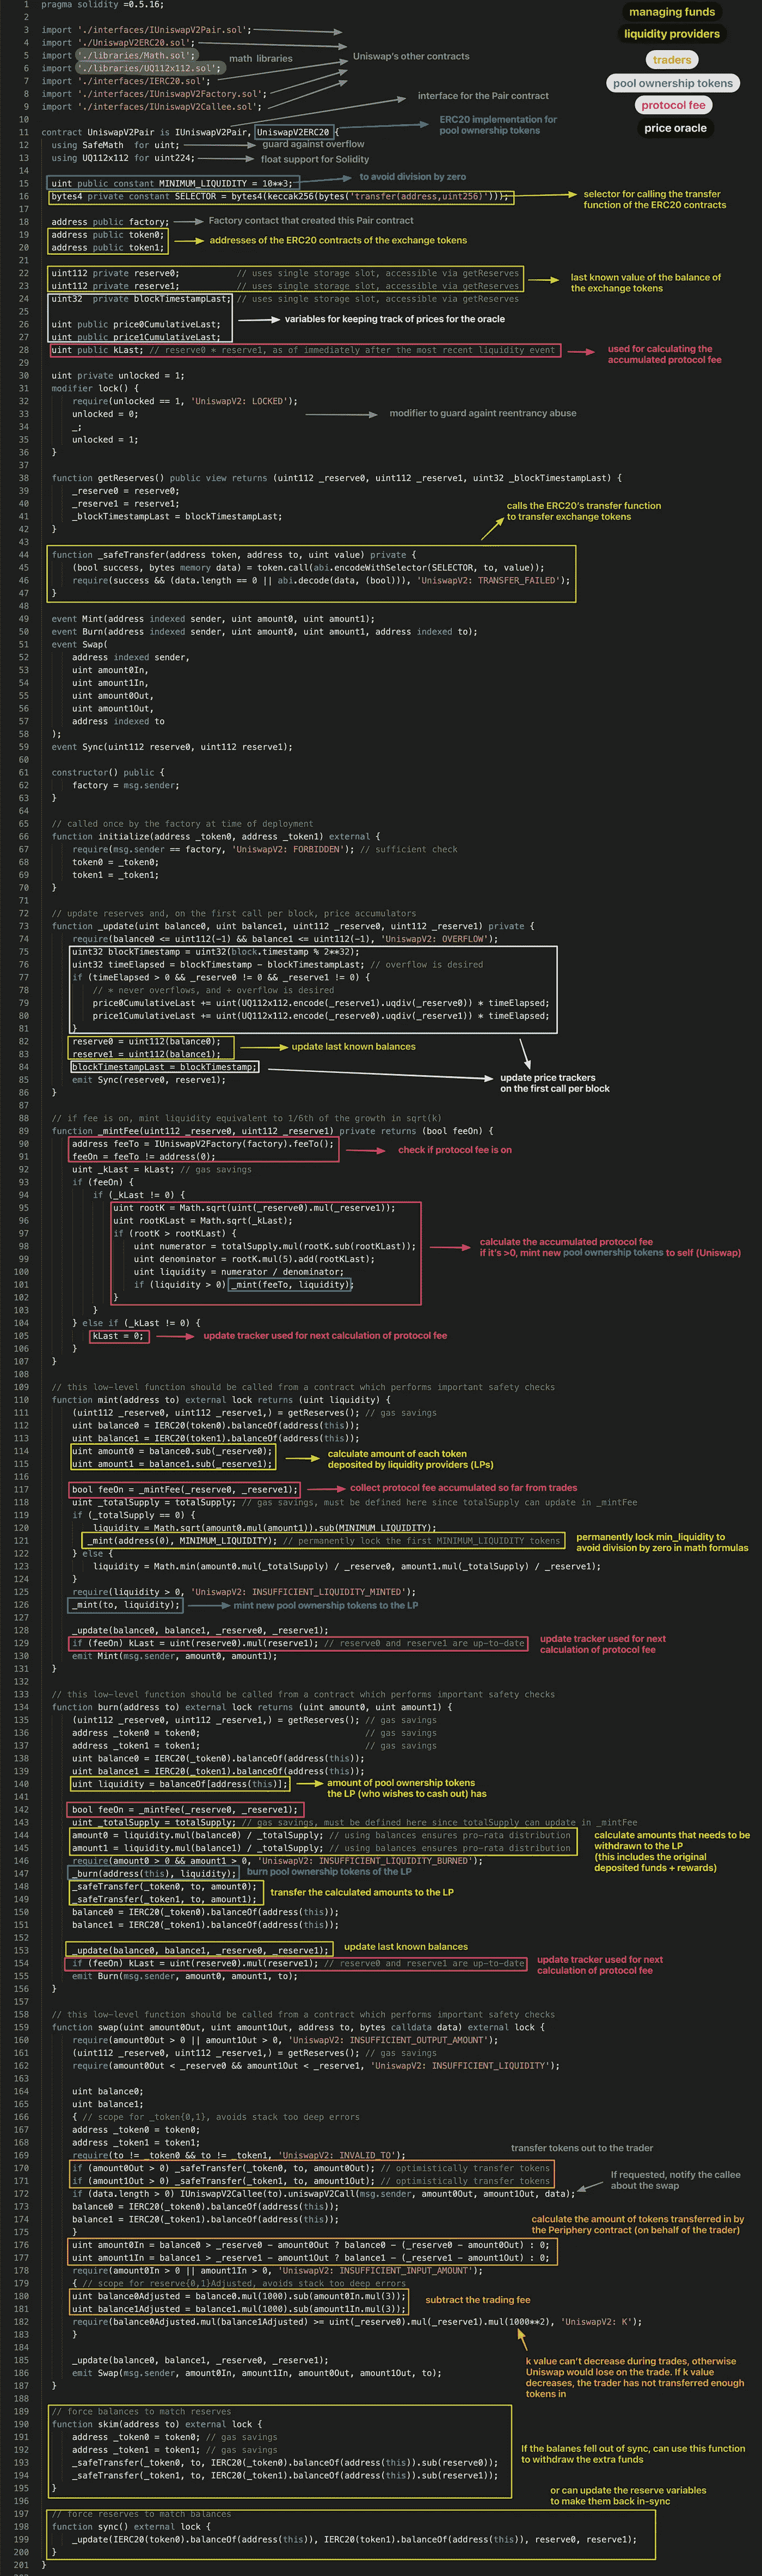 1 pragma solidity =0.5.16;
managing funds
2
liquidity providers
3 import './interfaces/IUniswapV2Pair.sol';
4 import './UniswapV2ERC20.sol';
5 import './libraries/Math.sol';
math libraries
Uniswap's other contracts
traders
6 import './libraries/UQ112x112.sol';
7 import './interfaces/IERC20.sol';
pool ownership tokens
8 import './interfaces/IUniswapV2Factory.sol';
interface for the Pair contract
protocol fee
9 import './interfaces/IUniswapV2Callee.sol';
10
price oracle
11 contract UniswapV2Pair is IUniswapV2Pair, UniswapV2ERC20 {
ERC20 implementation for
pool ownership tokens
12 using SafeMath for uint;
guard against overflow
13 using UQ112x112 for uint224;
float support for Solidity
14
15 uint public constant MINIMUM_LIQUIDITY = 10**3;
to avoid division by zero
16 bytes4 private constant SELECTOR = bytes4(keccak256(bytes('transfer(address,uint256)')));
selector for calling the transfer
function of the ERC20 contracts
17
18 address public factory;
Factory contact that created this Pair contract
19 address public token0;
20 address public token1;
addresses of the ERC20 contracts of the exchange tokens
21
22 uint112 private reserve0; // uses single storage slot, accessible via getReserves
23 uint112 private reserve1; // uses single storage slot, accessible via getReserves
last known value of the balance of
the exchange tokens
24 uint32 private blockTimestampLast; // uses single storage slot, accessible via getReserves
25
26 uint public price0CumulativeLast;
variables for keeping track of prices for the oracle
27 uint public price1CumulativeLast;
28 uint public kLast; // reserve0 * reserve1, as of immediately after the most recent liquidity event
used for calculating the
accumulated protocol fee
29
30 uint private unlocked = 1;
31 modifier lock() {
32 require(unlocked == 1, 'UniswapV2: LOCKED');
33 unlocked = 0;
modifier to guard againt reentrancy abuse
34 _;
35 unlocked = 1;
36 }
37
38 function getReserves() public view returns (uint112 _reserve0, uint112 _reserve1, uint32 _blockTimestampLast) {
39 _reserve0 = reserve0;
40 _reserve1 = reserve1;
41 _blockTimestampLast = blockTimestampLast;
42 }
calls the ERC20's transfer function
to transfer exchange tokens
43
44 function _safeTransfer(address token, address to, uint value) private {
45 (bool success, bytes memory data) = token.call(abi.encodeWithSelector(SELECTOR, to, value));
46 require(success && (data.length == 0 || abi.decode(data, (bool))), 'UniswapV2: TRANSFER_FAILED');
47 }
48
49 event Mint(address indexed sender, uint amount0, uint amount1);
50 event Burn(address indexed sender, uint amount0, uint amount1, address indexed to);
51 event Swap(
52 address indexed sender,
53 uint amount0In,
54 uint amount1In,
55 uint amount0Out,
56 uint amount1Out,
57 address indexed to
58 );
59 event Sync(uint112 reserve0, uint112 reserve1);
60
61 constructor() public {
62 factory = msg.sender;
63 }
64
65 // called once by the factory at time of deployment
66 function initialize(address _token0, address _token1) external {
67 require(msg.sender == factory, 'UniswapV2: FORBIDDEN'); // sufficient check
68 token0 = _token0;
69 token1 = _token1;
70 }
71
72 // update reserves and, on the first call per block, price accumulators
73 function _update(uint balance0, uint balance1, uint112 _reserve0, uint112 _reserve1) private {
74 require(balance0 <= uint112(-1) && balance1 <= uint112(-1), 'UniswapV2: OVERFLOW');
75 uint32 blockTimestamp = uint32(block.timestamp % 2**32);
76 uint32 timeElapsed = blockTimestamp - blockTimestampLast; // overflow is desired
77 if (timeElapsed > 0 && _reserve0 != 0 && _reserve1 != 0) {
78 // * never overflows, and + overflow is desired
79 price0CumulativeLast += uint(UQ112x112.encode(_reserve1).uqdiv(_reserve0)) * timeElapsed;
80 price1CumulativeLast += uint(UQ112x112.encode(_reserve0).uqdiv(_reserve1)) * timeElapsed;
81 }
82 reserve0 = uint112(balance0);
83 reserve1 = uint112(balance1);
update last known balances
84 blockTimestampLast = blockTimestamp;
85 emit Sync(reserve0, reserve1);
update price trackers
on the first call per block
86 }
87
88 // if fee is on, mint liquidity equivalent to 1/6th of the growth in sqrt(k)
89 function _mintFee(uint112 _reserve0, uint112 _reserve1) private returns (bool feeOn) {
90 address feeTo = IUniswapV2Factory(factory).feeTo();
91 feeOn = feeTo != address(0);
check if protocol fee is on
92 uint _kLast = kLast; // gas savings
93 if (feeOn) {
94 if (_kLast != 0) {
95 uint rootK = Math.sqrt(uint(_reserve0).mul(_reserve1));
96 uint rootKLast = Math.sqrt(_kLast);
97 if (rootK > rootKLast) {
98 uint numerator = totalSupply.mul(rootK.sub(rootKLast));
calculate the accumulated protocol fee
if it's >0, mint new pool ownership tokens to self (Uniswap)
99 uint denominator = rootK.mul(5).add(rootKLast);
100 uint liquidity = numerator / denominator;
101 if (liquidity > 0) _mint(feeTo, liquidity);
102 }
103 }
104 } else if (_kLast != 0) {
105 kLast = 0;
update tracker used for next calculation of protocol fee
106 }
107 }
108
109 // this low-level function should be called from a contract which performs important safety checks
110 function mint(address to) external lock returns (uint liquidity) {
111 (uint112 _reserve0, uint112 _reserve1,) = getReserves(); // gas savings
112 uint balance0 = IERC20(token0).balanceOf(address(this));
113 uint balance1 = IERC20(token1).balanceOf(address(this));
114 uint amount0 = balance0.sub(_reserve0);
115 uint amount1 = balance1.sub(_reserve1);
calculate amount of each token
deposited by liquidity providers (LPs)
116
117 bool feeOn = _mintFee(_reserve0, _reserve1);
collect protocol fee accumulated so far from trades
118 uint _totalSupply = totalSupply; // gas savings, must be defined here since totalSupply can update in _mintFee
119 if (_totalSupply == 0) {
120 liquidity = Math.sqrt(amount0.mul(amount1)).sub(MINIMUM_LIQUIDITY);
121 _mint(address(0), MINIMUM_LIQUIDITY); // permanently lock the first MINIMUM_LIQUIDITY tokens
permanently lock min_liquidity to
avoid division by zero in math formulas
122 } else {
123 liquidity = Math.min(amount0.mul(_totalSupply) / _reserve0, amount1.mul(_totalSupply) / _reserve1);
124 }
125 require(liquidity > 0, 'UniswapV2: INSUFFICIENT_LIQUIDITY_MINTED');
126 _mint(to, liquidity);
mint new pool ownership tokens to the LP
127
128 _update(balance0, balance1, _reserve0, _reserve1);
129 if (feeOn) kLast = uint(reserve0).mul(reserve1); // reserve0 and reserve1 are up-to-date
update tracker used for next
calculation of protocol fee
130 emit Mint(msg.sender, amount0, amount1);
131 }
132
133 // this low-level function should be called from a contract which performs important safety checks
134 function burn(address to) external lock returns (uint amount0, uint amount1) {
135 (uint112 _reserve0, uint112 _reserve1,) = getReserves(); // gas savings
136 address _token0 = token0; // gas savings
137 address _token1 = token1; // gas savings
138 uint balance0 = IERC20(_token0).balanceOf(address(this));
139 uint balance1 = IERC20(_token1).balanceOf(address(this));
140 uint liquidity = balanceOf[address(this)];
amount of pool ownership tokens
the LP (who wishes to cash out) has
141
142 bool feeOn = _mintFee(_reserve0, _reserve1);
143 uint _totalSupply = totalSupply; // gas savings, must be defined here since totalSupply can update in _mintFee
144 amount0 = liquidity.mul(balance0) / _totalSupply; // using balances ensures pro-rata distribution
145 amount1 = liquidity.mul(balance1) / _totalSupply; // using balances ensures pro-rata distribution
calculate amounts that needs to be
withdrawn to the LP
(this includes the original
deposited funds + rewards)
146 require(amount0 > 0 && amount1 > 0, 'UniswapV2: INSUFFICIENT_LIQUIDITY_BURNED');
147 _burn(address(this), liquidity);
burn pool ownership tokens of the LP
148 _safeTransfer(_token0, to, amount0);
149 _safeTransfer(_token1, to, amount1);
transfer the calculated amounts to the LP
150 balance0 = IERC20(_token0).balanceOf(address(this));
151 balance1 = IERC20(_token1).balanceOf(address(this));
152
153 _update(balance0, balance1, _reserve0, _reserve1);
update last known balances
154 if (feeOn) kLast = uint(reserve0).mul(reserve1); // reserve0 and reserve1 are up-to-date
update tracker used for next
calculation of protocol fee
155 emit Burn(msg.sender, amount0, amount1, to);
156 }
157
158 // this low-level function should be called from a contract which performs important safety checks
159 function swap(uint amount0Out, uint amount1Out, address to, bytes calldata data) external lock {
160 require(amount0Out > 0 || amount1Out > 0, 'UniswapV2: INSUFFICIENT_OUTPUT_AMOUNT');
161 (uint112 _reserve0, uint112 _reserve1,) = getReserves(); // gas savings
162 require(amount0Out < _reserve0 && amount1Out < _reserve1, 'UniswapV2: INSUFFICIENT_LIQUIDITY');
163
164 uint balance0;
165 uint balance1;
166 { // scope for _token{0,1}, avoids stack too deep errors
167 address _token0 = token0;
168 address _token1 = token1;
transfer tokens out to the trader
169 require(to != _token0 && to != _token1, 'UniswapV2: INVALID_TO');
170 if (amount0Out > 0) _safeTransfer(_token0, to, amount0Out); // optimistically transfer tokens
171 if (amount1Out > 0) _safeTransfer(_token1, to, amount1Out); // optimistically transfer tokens
If requested, notify the callee
about the swap
172 if (data.length > 0) IUniswapV2Callee(to).uniswapV2Call(msg.sender, amount0Out, amount1Out, data);
173 balance0 = IERC20(_token0).balanceOf(address(this));
174 balance1 = IERC20(_token1).balanceOf(address(this));
calculate the amount of tokens transferred in by
the Periphery contract (on behalf of the trader)
175 }
176 uint amount0In = balance0 > _reserve0 - amount0Out ? balance0 - (_reserve0 - amount0Out) : 0;
177 uint amount1In = balance1 > _reserve1 - amount1Out ? balance1 - (_reserve1 - amount1Out) : 0;
178 require(amount0In > 0 || amount1In > 0, 'UniswapV2: INSUFFICIENT_INPUT_AMOUNT');
179 { // scope for reserve{0,1}Adjusted, avoids stack too deep errors
180 uint balance0Adjusted = balance0.mul(1000).sub(amount0In.mul(3));
181 uint balance1Adjusted = balance1.mul(1000).sub(amount1In.mul(3));
subtract the trading fee
182 require(balance0Adjusted.mul(balance1Adjusted) >= uint(_reserve0).mul(_reserve1).mul(1000**2), 'UniswapV2: K');
183 }
184
185 _update(balance0, balance1, _reserve0, _reserve1);
186 emit Swap(msg.sender, amount0In, amount1In, amount0Out, amount1Out, to);
187 }
k value can't decrease during trades, otherwise
Uniswap would lose on the trade. If k value
decreases, the trader has not transferred enough
tokens in
188
189 // force balances to match reserves
190 function skim(address to) external lock {
191 address _token0 = token0; // gas savings
192 address _token1 = token1; // gas savings
193 _safeTransfer(_token0, to, IERC20(_token0).balanceOf(address(this)).sub(reserve0));
194 _safeTransfer(_token1, to, IERC20(_token1).balanceOf(address(this)).sub(reserve1));
If the balanes fell out of sync, can use this function
to withdraw the extra funds
195 }
196
or can update the reserve variables
to make them back in-sync
197 // force reserves to match balances
198 function sync() external lock {
199 _update(IERC20(token0).balanceOf(address(this)), IERC20(token1).balanceOf(address(this)), reserve0, reserve1);
200 }
201 }